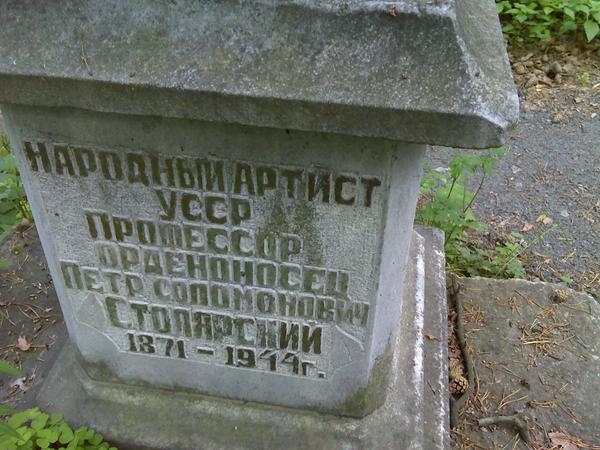 НАРОДНЫЙ АРТИСТ
УССР
ПРОФЕССОР
ОРДЕНОНОСЕЦ
ПЕТР СОЛОМОНОВИЧ
СТОЛЯРСКИЙ
1871 – 1944г.